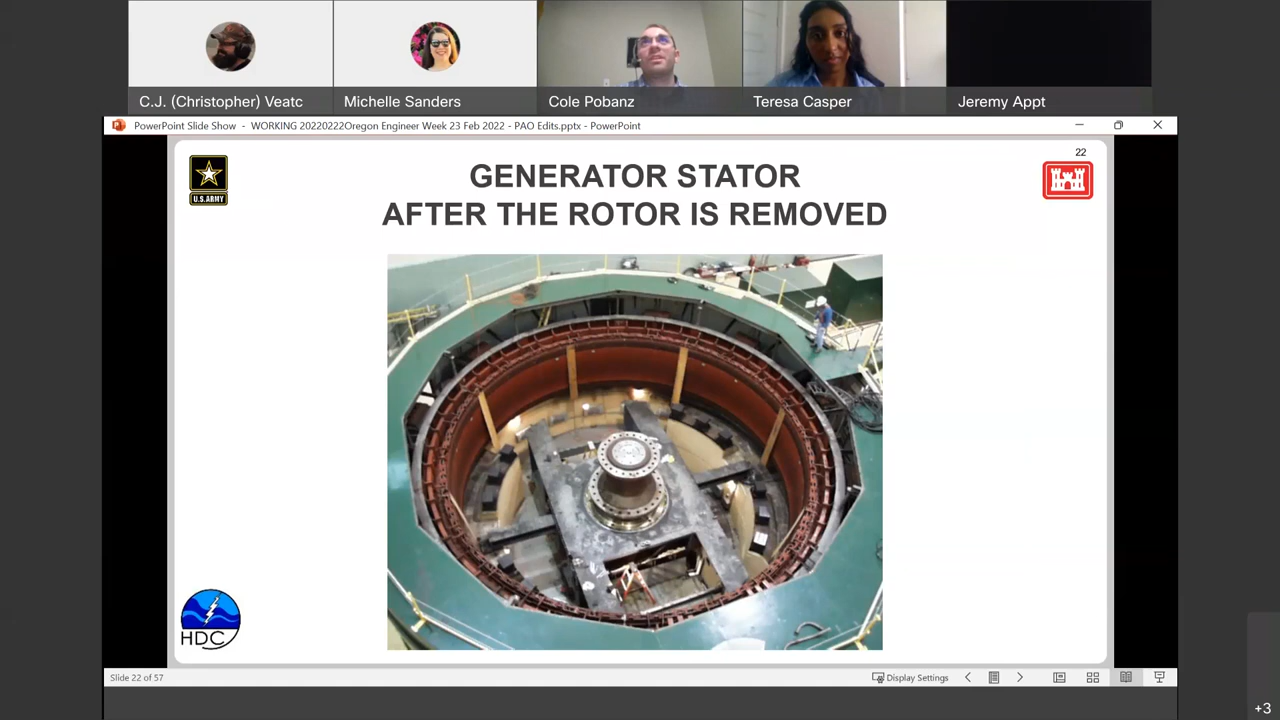 C.J. (Christopher) Veatc
Michelle Sanders
Cole Pobanz
Teresa Casper
Jeremy Appt
PowerPoint Slide Show - WORKING 20220222Oregon Engineer Week 23 Feb 2022 - PAO Edits.pptx - PowerPoint
22
U.S.ARMY
GENERATOR STATOR
AFTER THE ROTOR IS REMOVED
HDC
Slide 22 of 57
Display Settings
+3